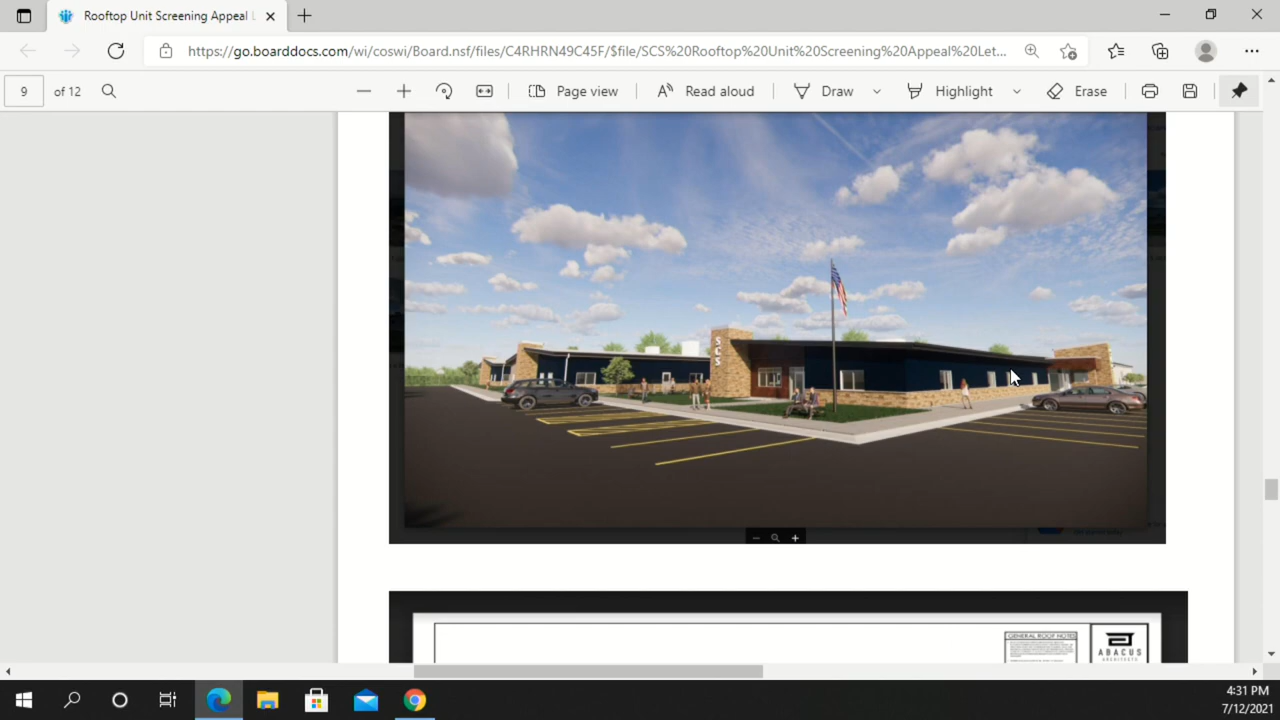 Rooftop Unit Screening Appeal L
https://go.boarddocs.com/wi/coswi/Board.nsf/files/C4RHRN49C45F/$file/SCS%20Rooftop%20Unit%20Screening%20Appeal%20Let...
9 of 12
Page view
Read aloud
Draw
Highlight
Erase
SCS
GENERAL ROOF NOTES
ABACUS
ARCHITECTS
4:31 PM
7/12/2021